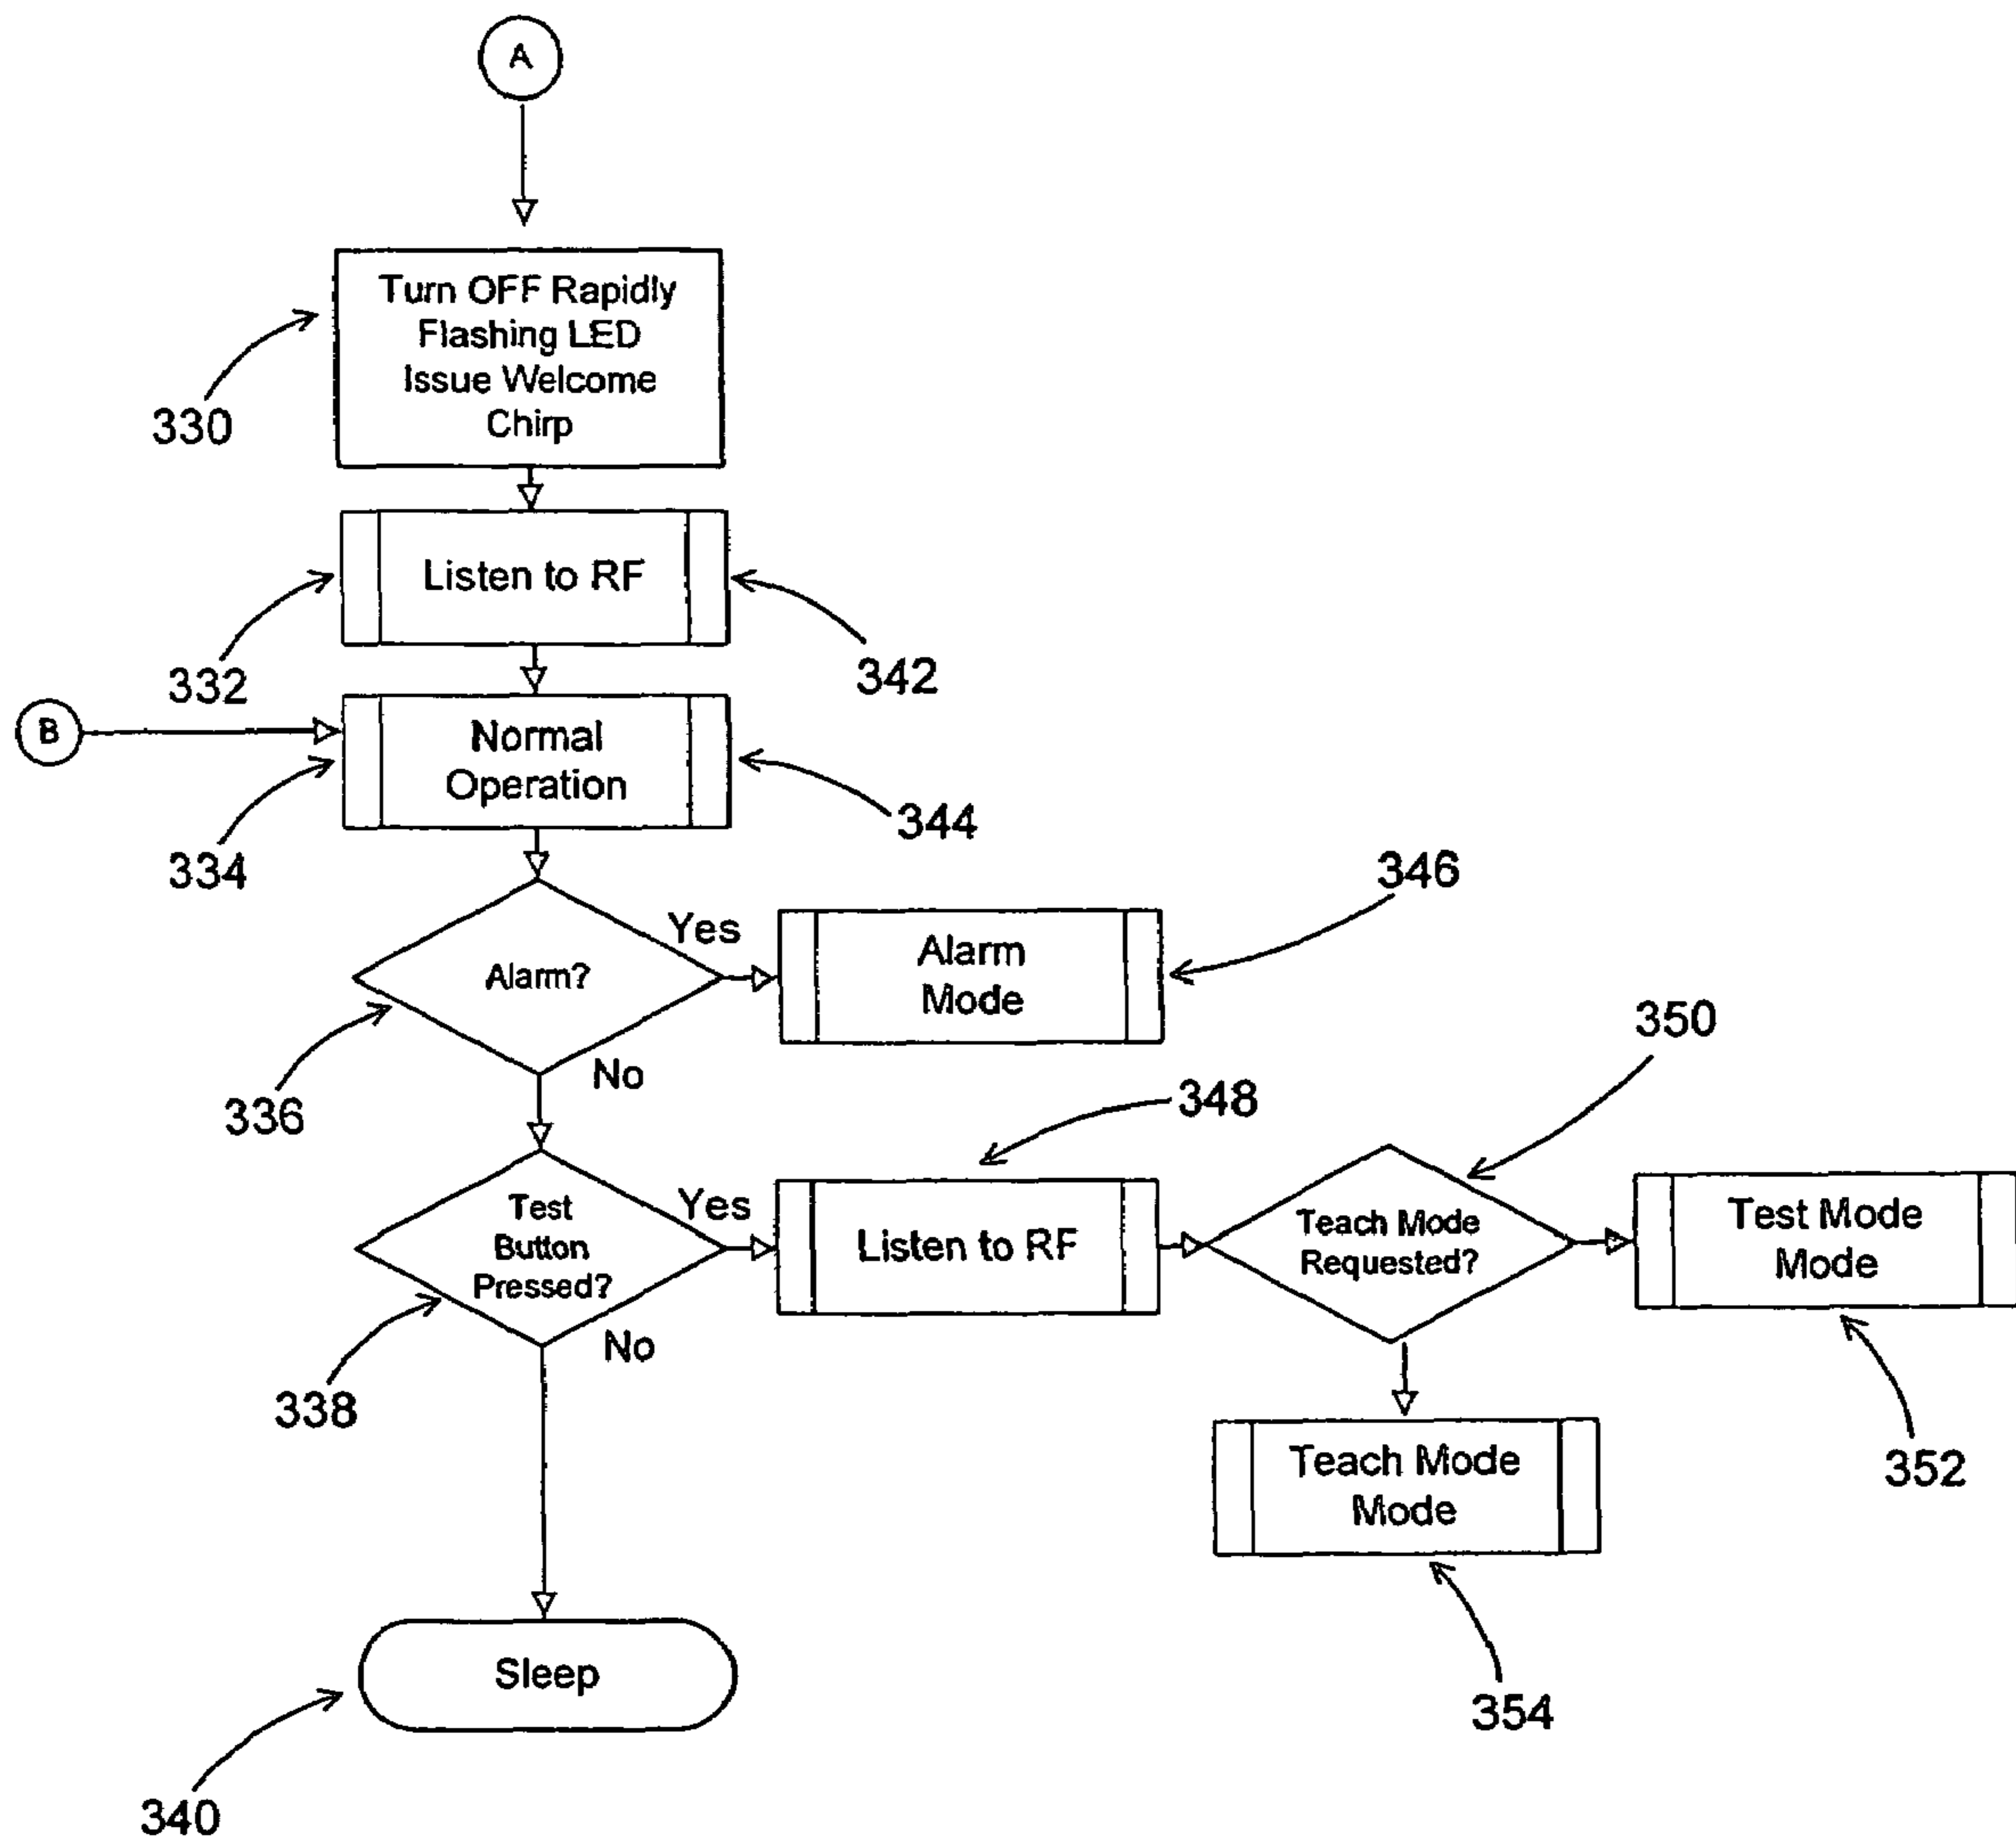 A
Turn OFF Rapidly
Flashing LED
Issue Welcome
Chirp
330
Listen to RF
332
342
B
Normal
Operation
334
344
Alarm?
Yes
No
336
Alarm
Mode
346
Test
Button
Pressed?
Yes
No
338
Listen to RF
348
Teach Mode
Requested?
350
Test Mode
Mode
352
Teach Mode
Mode
354
Sleep
340